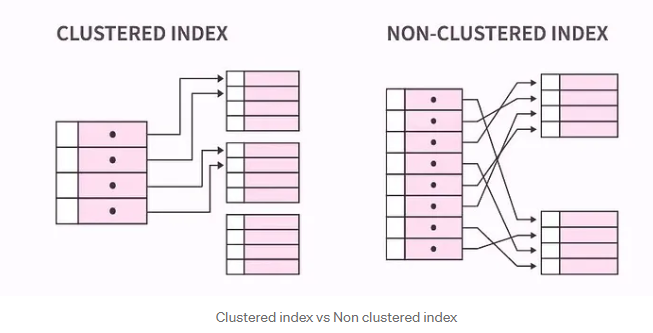 CLUSTERED INDEX
NON-CLUSTERED INDEX
Clustered index vs Non clustered index